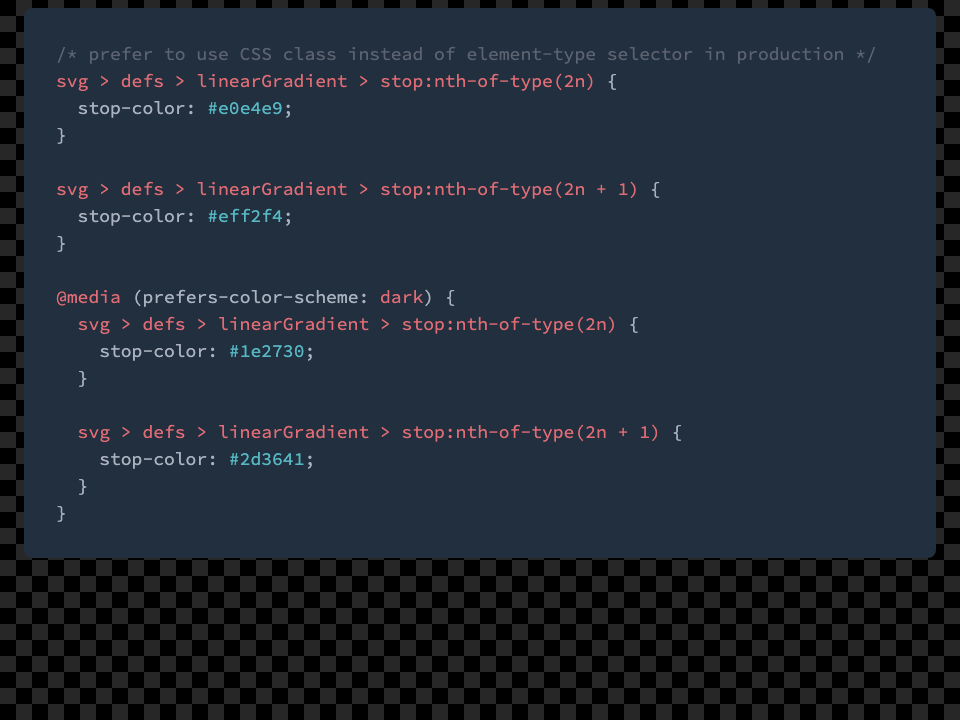 /* prefer to use CSS class instead of element-type selector in production */
svg > defs > linearGradient > stop:nth-of-type(2n) {
  stop-color: #e0e4e9;
}

svg > defs > linearGradient > stop:nth-of-type(2n + 1) {
  stop-color: #eff2f4;
}

@media (prefers-color-scheme: dark) {
  svg > defs > linearGradient > stop:nth-of-type(2n) {
    stop-color: #1e2730;
  }

  svg > defs > linearGradient > stop:nth-of-type(2n + 1) {
    stop-color: #2d3641;
  }
}